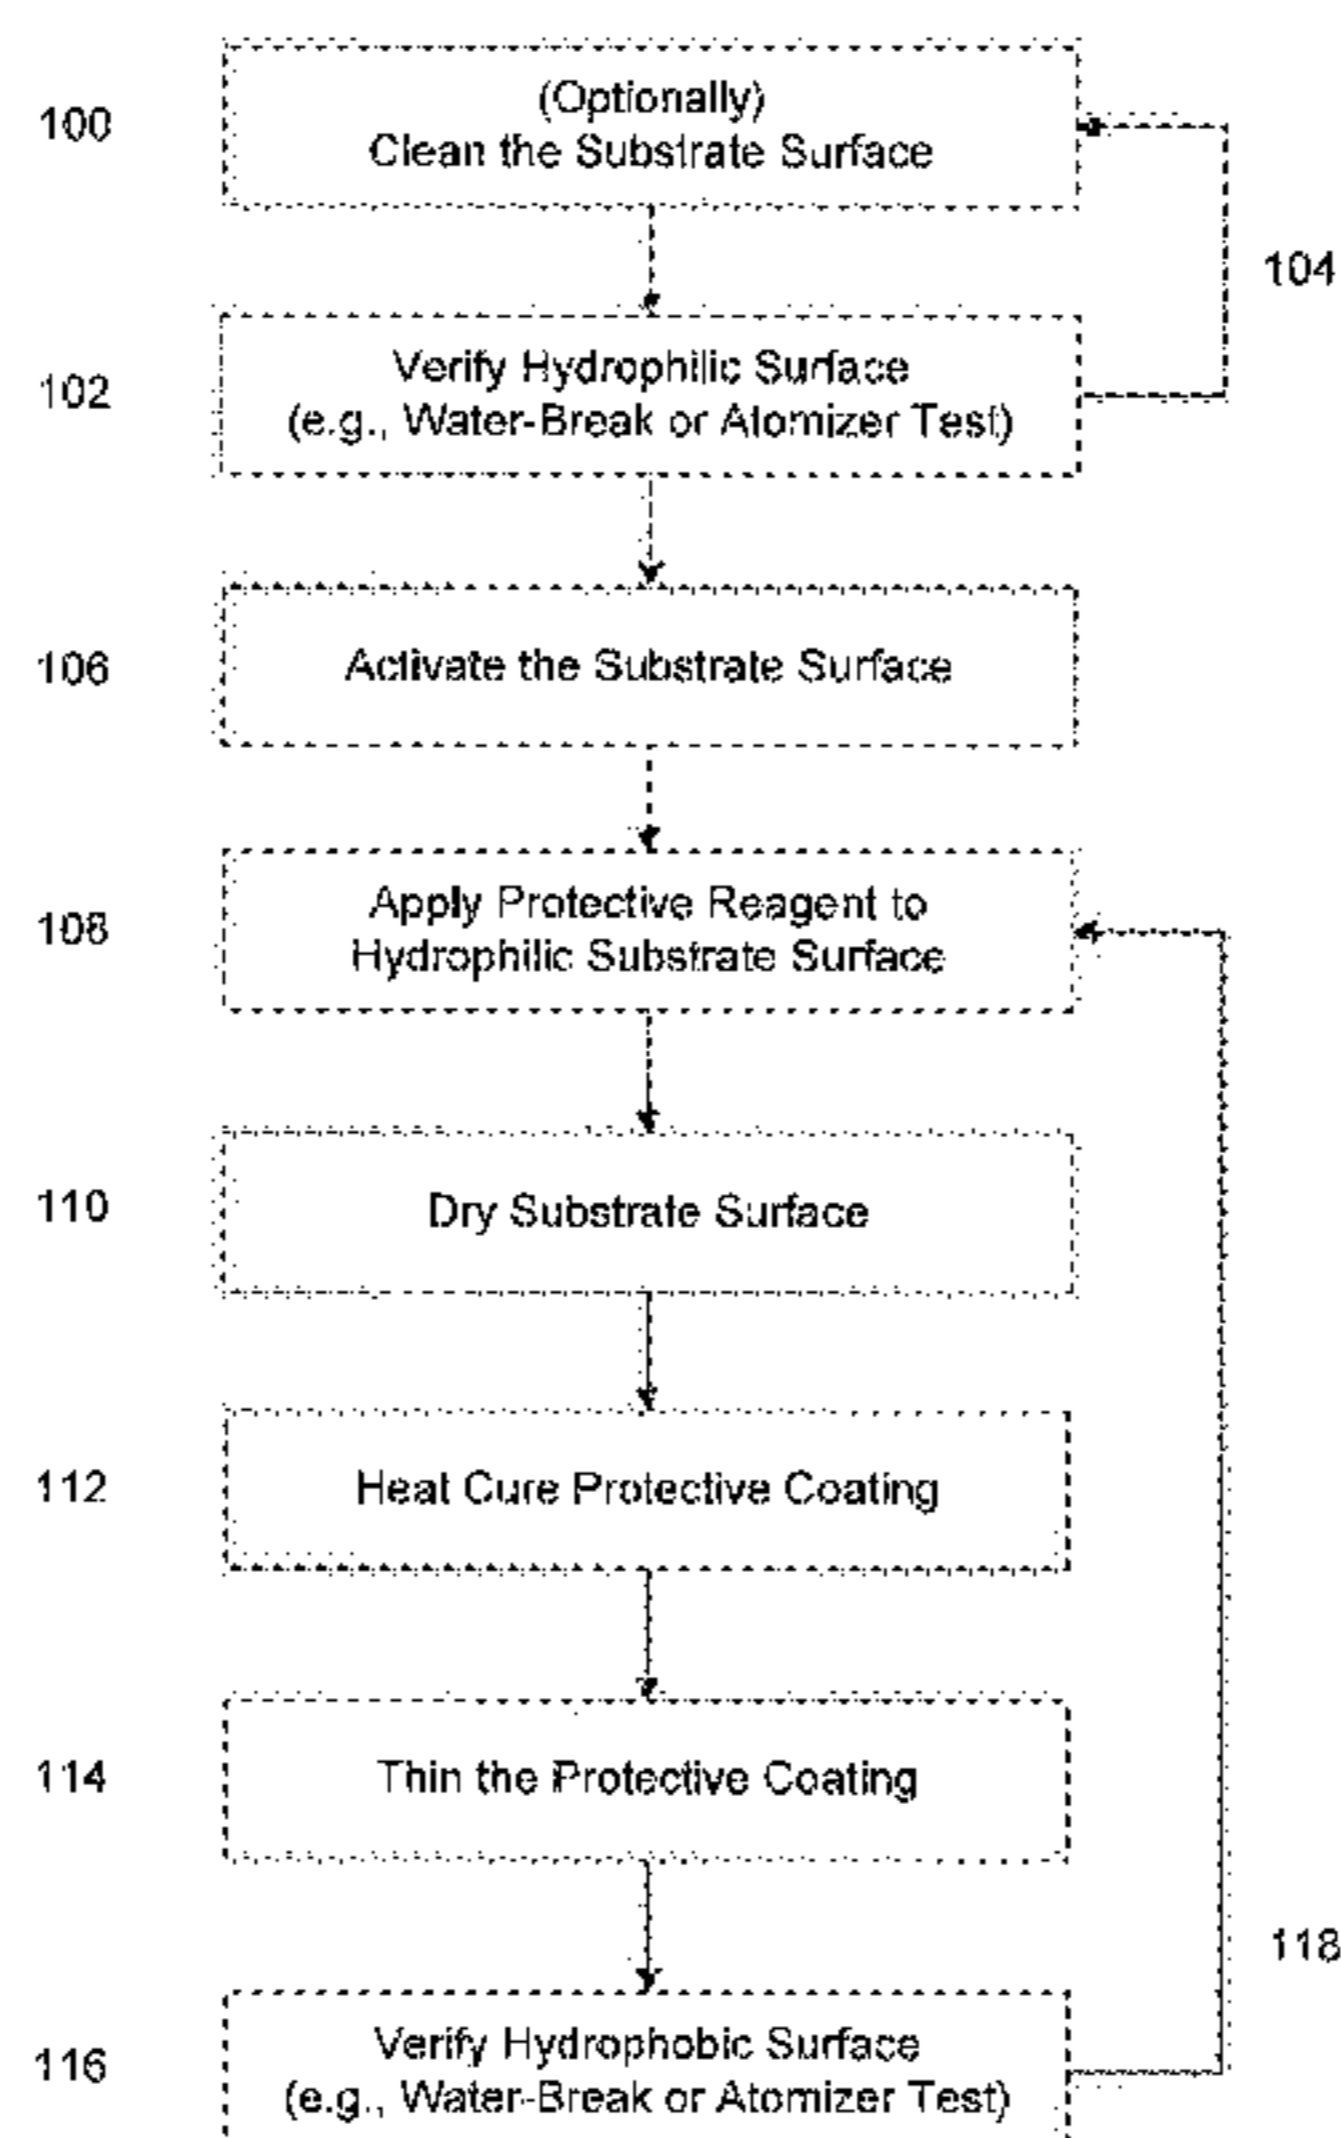 100
(Optionally)
Clean the Substrate Surface
104
102
Verify Hydrophilic Surface
(e.g., Water-Break or Atomizer Test)
106
Activate the Substrate Surface
108
Apply Protective Reagent to
Hydrophilic Substrate Surface
110
Dry Substrate Surface
112
Heat Cure Protective Coating
114
Thin the Protective Coating
118
116
Verify Hydrophobic Surface
(e.g., Water-Break or Atomizer Test)